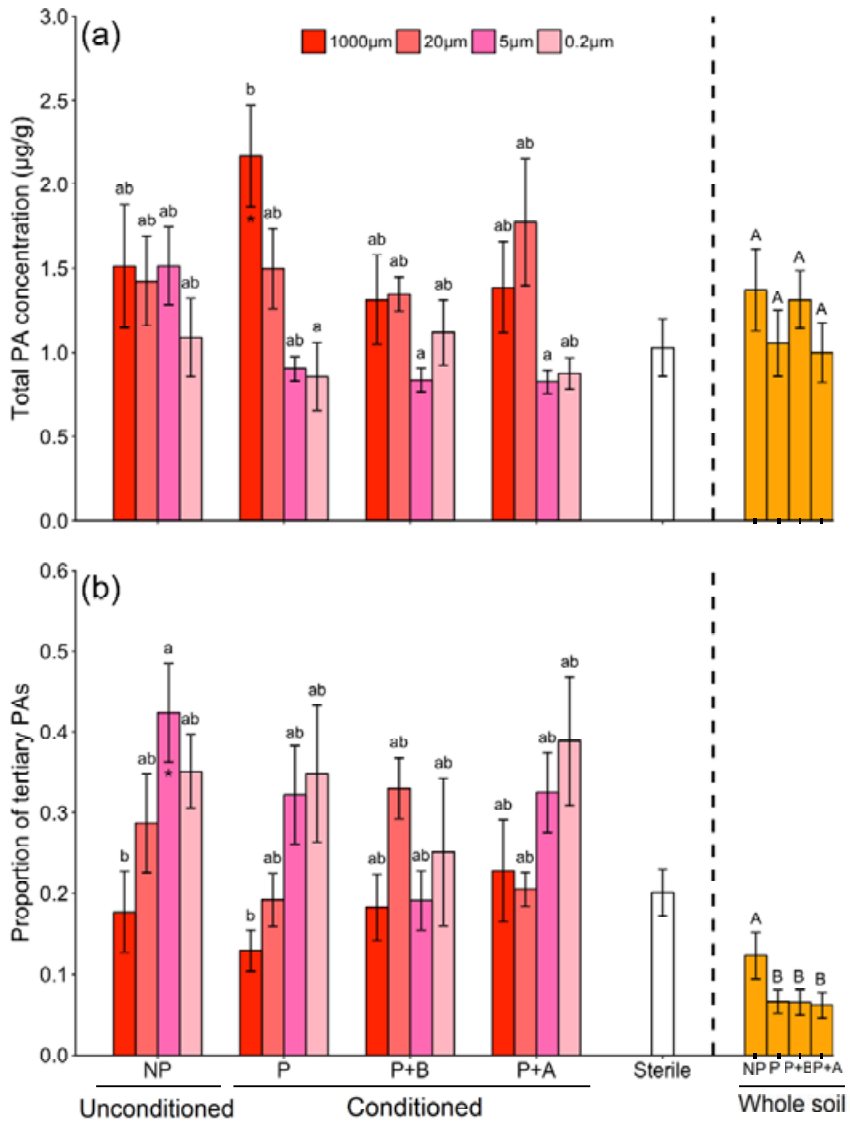 (a)
1000µm 20µm 5µm 0.2µm
Total PA concentration (µg/g)
3.0
2.5
2.0
1.5
1.0
0.5
0.0
ab ab ab ab
b ab ab a
ab ab a ab
ab ab a ab
A A A A
*
(b)
Proportion of tertiary PAs
0.6
0.5
0.4
0.3
0.2
0.1
0.0
b ab a ab
b ab ab ab
ab ab ab ab
ab ab ab ab
A B B B
*
NP P P+B P+A Sterile NP P P+B P+A
Unconditioned Conditioned Whole soil